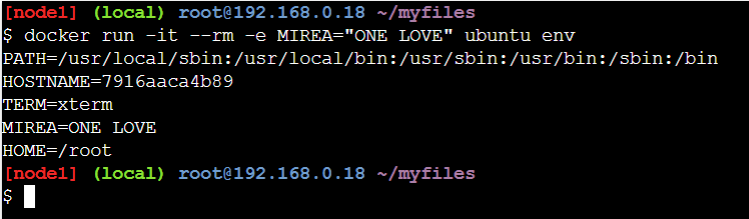 [node1] (local) root@192.168.0.18 ~/myfiles
$ docker run -it --rm -e MIREA="ONE LOVE" ubuntu env
PATH=/usr/local/sbin:/usr/local/bin:/usr/sbin:/usr/bin:/sbin:/bin
HOSTNAME=7916aaca4b89
TERM=xterm
MIREA=ONE LOVE
HOME=/root
[node1] (local) root@192.168.0.18 ~/myfiles
$